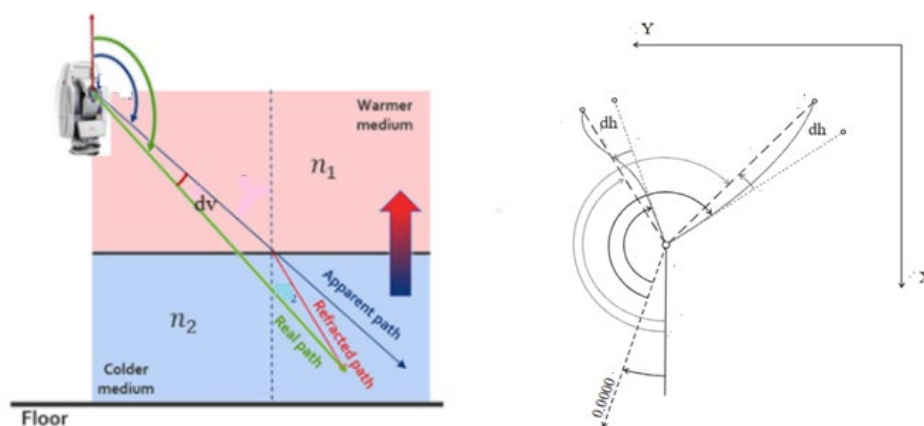 Warmer
medium
n₁
dv
n₂
Apparent path
Refracted path
Real path
Colder
medium
Floor
Y
dh
dh
X
0.0000